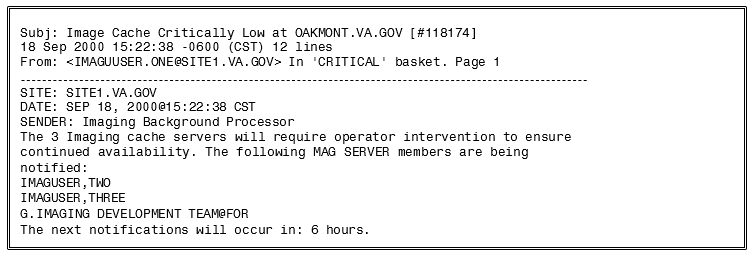 Subj: Image Cache Critically Low at OAKMONT.VA.GOV [#118174]
18 Sep 2000 15:22:38 -0600 (CST) 12 lines
From: <IMAGUUSER.ONE@SITE1.VA.GOV> In 'CRITICAL' basket. Page 1
--------------------------------------------------------------------------------
SITE: SITE1.VA.GOV
DATE: SEP 18, 2000@15:22:38 CST
SENDER: Imaging Background Processor
The 3 Imaging cache servers will require operator intervention to ensure
continued availability. The following MAG SERVER members are being
notified:
IMAGUSER,TWO
IMAGUSER,THREE
G.IMAGING DEVELOPMENT TEAM@FOR
The next notifications will occur in: 6 hours.